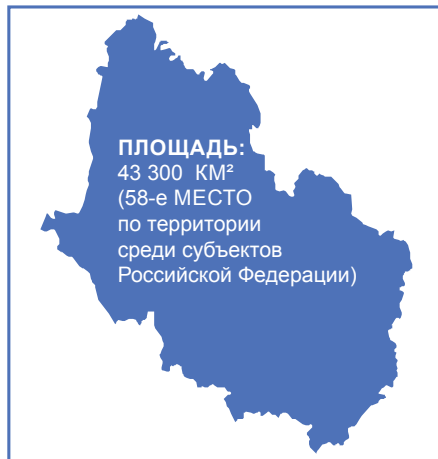 ПЛОЩАДЬ:
43 300 КМ²
(58-е МЕСТО
по территории
среди субъектов
Российской Федерации)